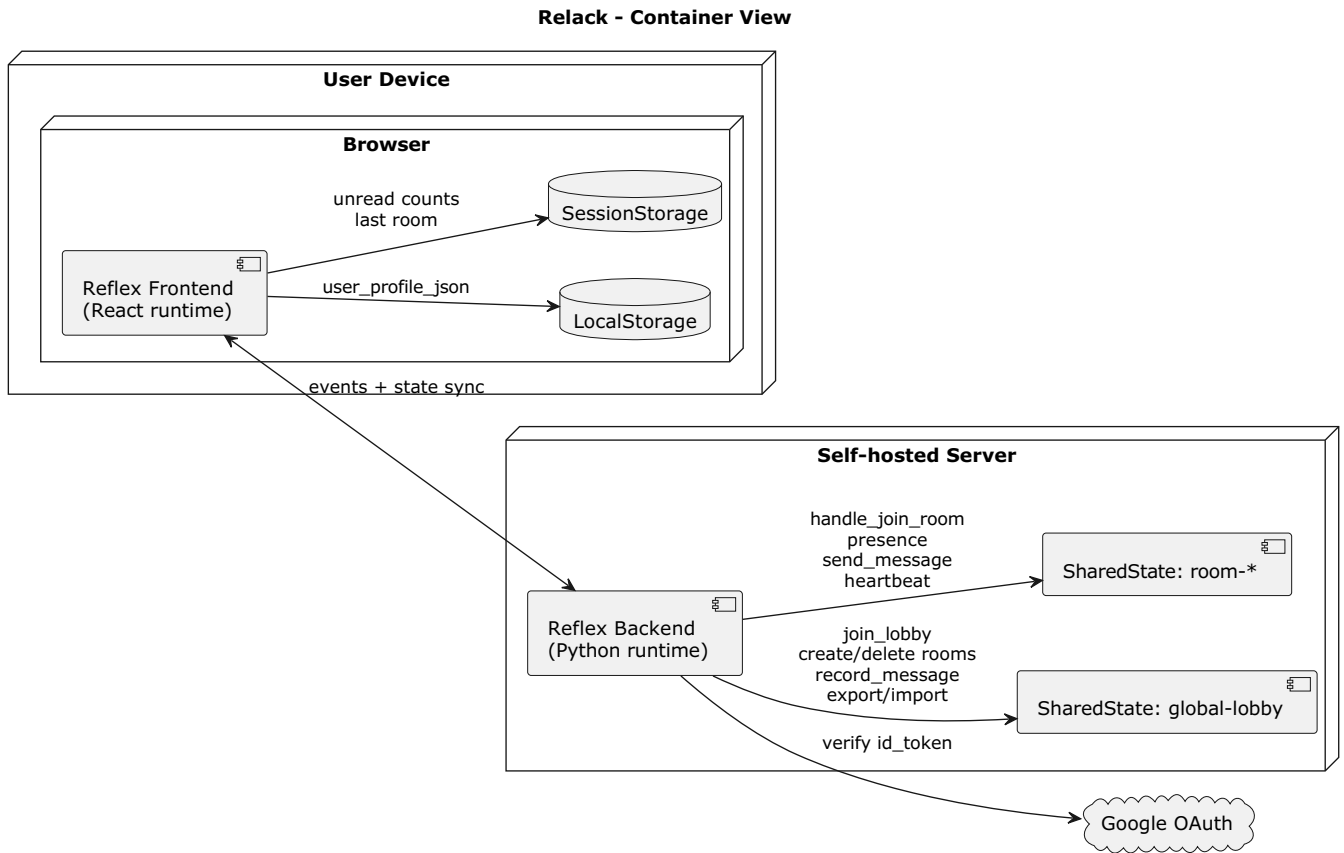 Relack - Container View
User Device
Browser
unread counts
last room
SessionStorage
Reflex Frontend
(React runtime)
user_profile_json
LocalStorage
events + state sync
Self-hosted Server
handle_join_room
presence
send_message
heartbeat
SharedState: room-*
Reflex Backend
(Python runtime)
join_lobby
create/delete rooms
record_message
export/import
SharedState: global-lobby
verify id_token
Google OAuth